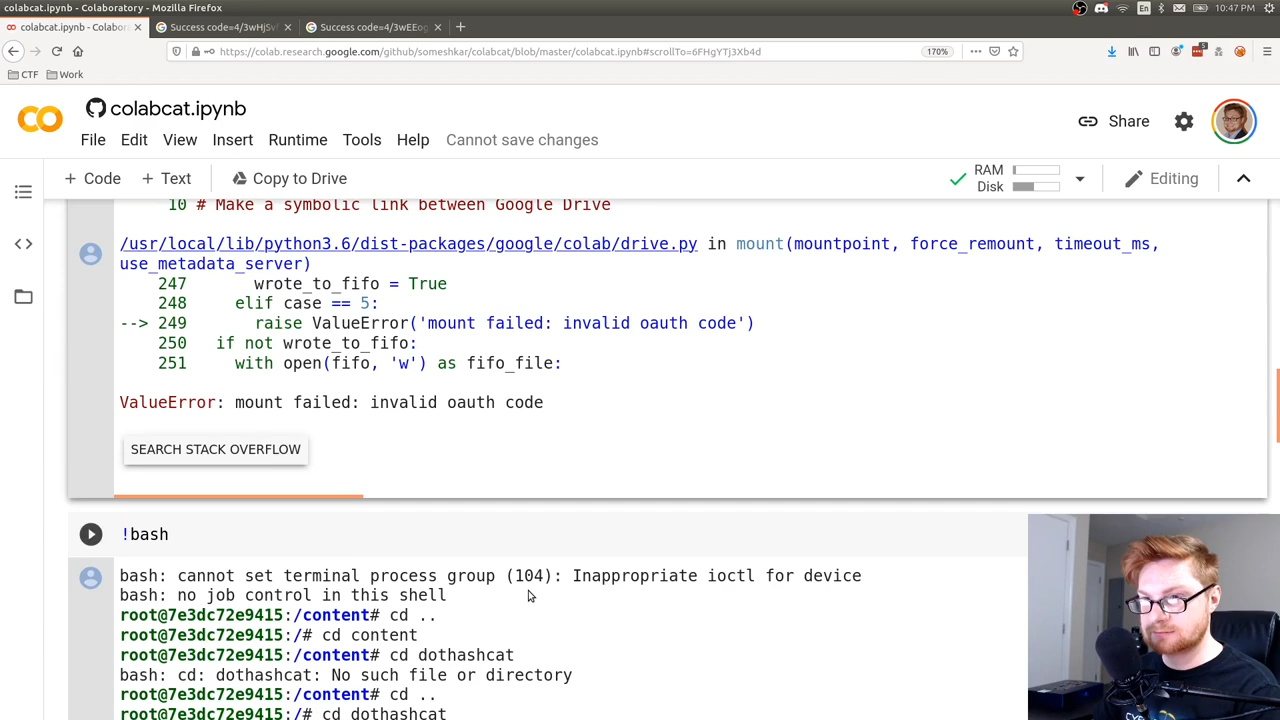 colabcat.ipynb - Colaboratory - Mozilla Firefox
En
10:47 PM
colabcat.ipynb - Colabor
Success code=4/3wHjSv
Success code=4/3wEEog
https://colab.research.google.com/github/someshkar/colabcat/blob/master/colabcat.ipynb#scrollTo=6FHgYTj3Xb4d
170%
CTF
Work
colabcat.ipynb
Share
File Edit View Insert Runtime Tools Help Cannot save changes
+ Code + Text Copy to Drive
RAM
Disk
Editing
10 # Make a symbolic link between Google Drive
/usr/local/lib/python3.6/dist-packages/google/colab/drive.py in mount(mountpoint, force_remount, timeout_ms,
use_metadata_server)
247 wrote_to_fifo = True
248 elif case == 5:
--> 249 raise ValueError('mount failed: invalid oauth code')
250 if not wrote_to_fifo:
251 with open(fifo, 'w') as fifo_file:
ValueError: mount failed: invalid oauth code
SEARCH STACK OVERFLOW
!bash
bash: cannot set terminal process group (104): Inappropriate ioctl for device
bash: no job control in this shell
root@7e3dc72e9415:/content# cd ..
root@7e3dc72e9415:/# cd content
root@7e3dc72e9415:/content# cd dothashcat
bash: cd: dothashcat: No such file or directory
root@7e3dc72e9415:/content# cd ..
root@7e3dc72e9415:/# cd dothashcat